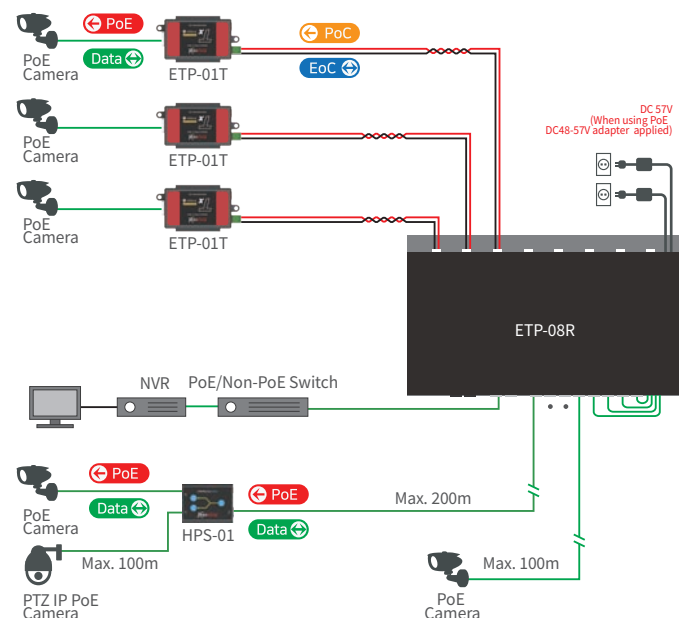 PoE
Data
PoC
EoC
PoE
Camera
ETP-01T
DC 57V
(When using PoE
DC48-57V adapter applied)
PoE
Camera
ETP-01T
PoE
Camera
ETP-01T
ETP-08R
NVR
PoE/Non-PoE Switch
PoE
Data
PoE
Camera
PoE
Data
HPS-01
Max. 200m
Max. 100m
Max. 100m
PTZ IP PoE
Camera
PoE
Camera